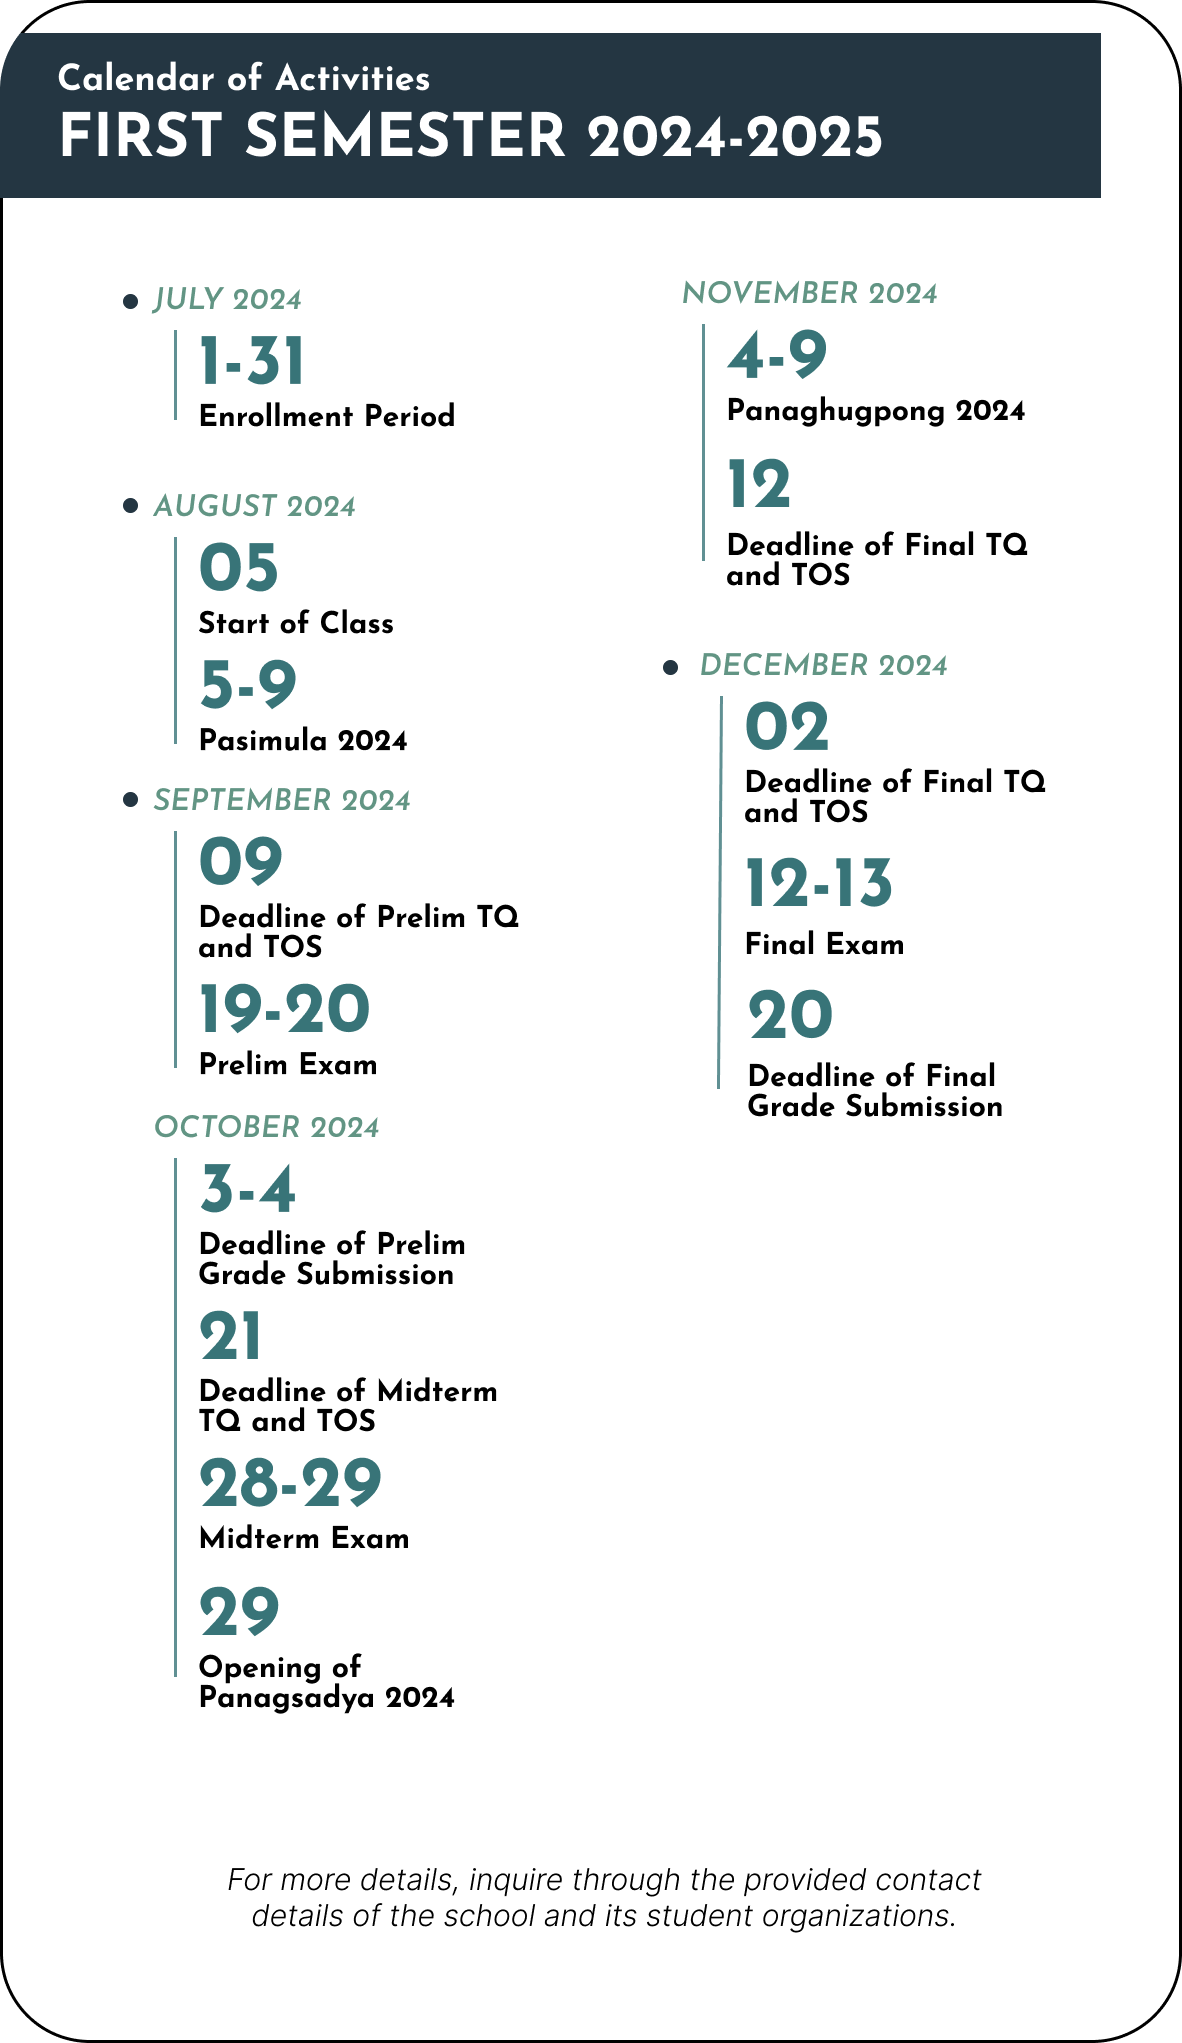 Calendar of Activities
FIRST SEMESTER 2024-2025
JULY 2024
1-31
Enrollment Period
AUGUST 2024
05
Start of Class
5-9
Pasimula 2024
SEPTEMBER 2024
09
Deadline of Prelim TQ
and TOS
19-20
Prelim Exam
OCTOBER 2024
3-4
Deadline of Prelim
Grade Submission
21
Deadline of Midterm
TQ and TOS
28-29
Midterm Exam
29
Opening of
Panagsadya 2024
NOVEMBER 2024
4-9
Panaghugpong 2024
12
Deadline of Final TQ
and TOS
DECEMBER 2024
02
Deadline of Final TQ
and TOS
12-13
Final Exam
20
Deadline of Final
Grade Submission
For more details, inquire through the provided contact
details of the school and its student organizations.